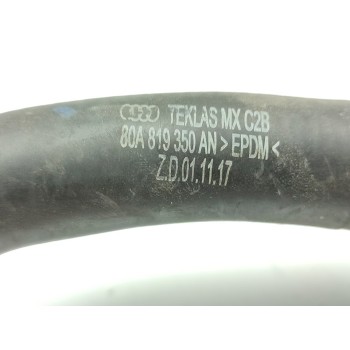 TEKLAS MX C2B
80A 819 350 AN >EPDM<
Z.D.01.11.17